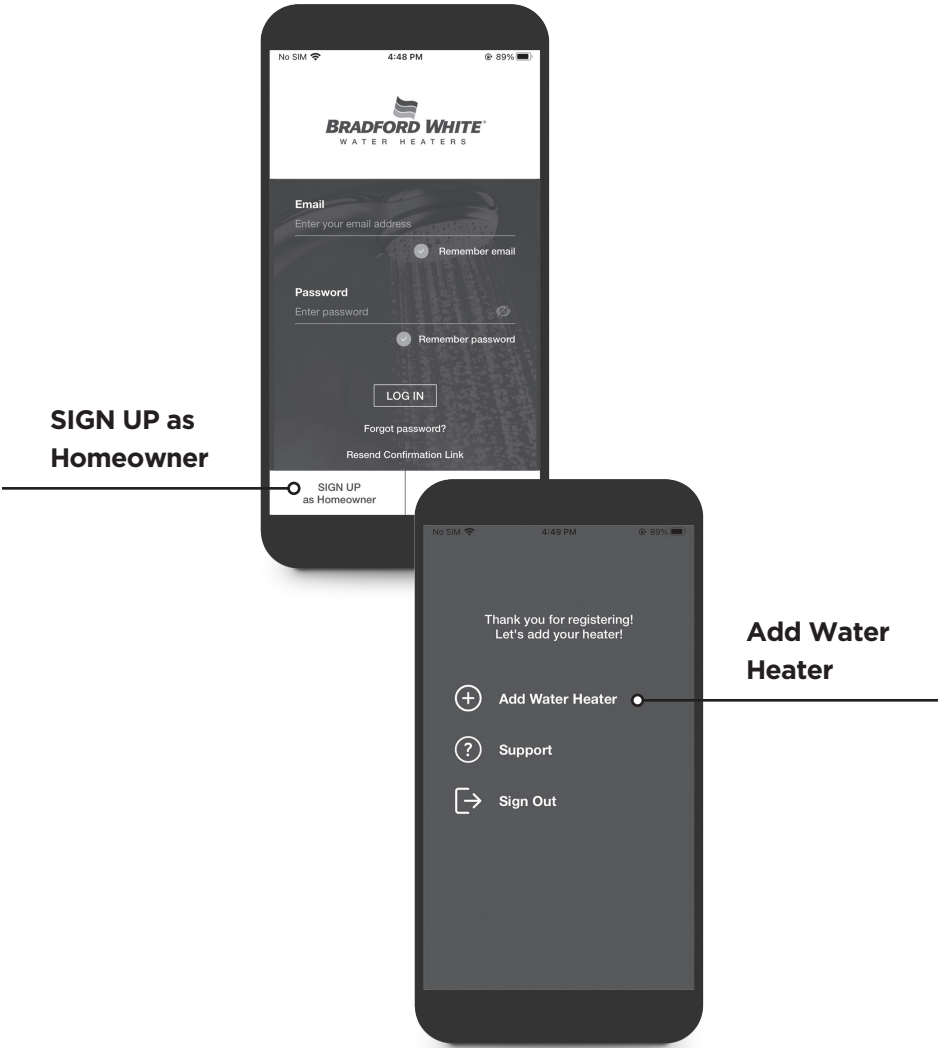 No SIM 4:48 PM 89%
BRADFORD WHITE®
WATER HEATERS
Email
Enter your email address
Remember email
Password
Enter password
Remember password
LOG IN
Forgot password?
Resend Confirmation Link
SIGN UP
as Homeowner
SIGN UP as
Homeowner
No SIM 4:49 PM 89%
Thank you for registering!
Let's add your heater!
Add Water Heater
Support
Sign Out
Add Water
Heater